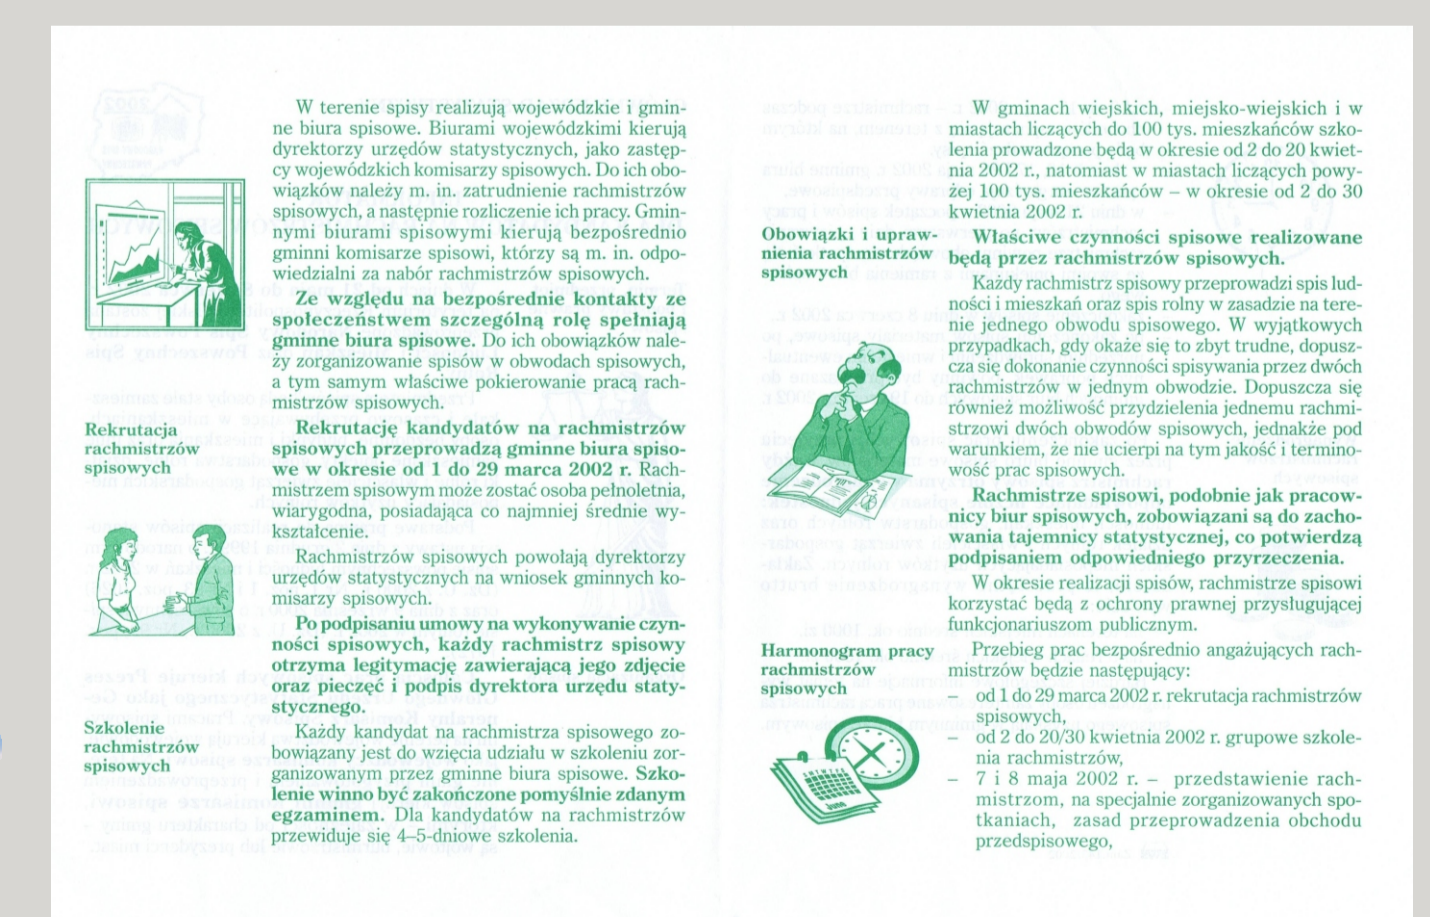 W terenie spisy realizują wojewódzkie i gmin-
ne biura spisowe. Biurami wojewódzkimi kierują
dyrektorzy urzędów statystycznych, jako zastęp-
cy wojewódzkich komisarzy spisowych. Do ich obo-
wiązków należy m. in. zatrudnienie rachmistrzów
spisowych, a następnie rozliczenie ich pracy. Gmin-
nymi biurami spisowymi kierują bezpośrednio
gminni komisarze spisowi, którzy są m. in. odpo-
wiedzialni za nabór rachmistrzów spisowych.
Ze względu na bezpośrednie kontakty ze
społeczeństwem szczególną rolę spełniają
gminne biura spisowe. Do ich obowiązków nale-
ży zorganizowanie spisów w obwodach spisowych,
a tym samym właściwe pokierowanie pracą rach-
mistrzów spisowych.
Rekrutacja
rachmistrzów
spisowych
Rekrutację kandydatów na rachmistrzów
spisowych przeprowadzą gminne biura spiso-
we w okresie od 1 do 29 marca 2002 r. Rach-
mistrzem spisowym może zostać osoba pełnoletnia,
wiarygodna, posiadająca co najmniej średnie wy-
kształcenie.
Rachmistrzów spisowych powołają dyrektorzy
urzędów statystycznych na wniosek gminnych ko-
misarzy spisowych.
Po podpisaniu umowy na wykonywanie czyn-
ności spisowych, każdy rachmistrz spisowy
otrzyma legitymację zawierającą jego zdjęcie
oraz pieczęć i podpis dyrektora urzędu staty-
stycznego.
Szkolenie
rachmistrzów
spisowych
Każdy kandydat na rachmistrza spisowego zo-
bowiązany jest do wzięcia udziału w szkoleniu zor-
ganizowanym przez gminne biura spisowe. Szko-
lenie winno być zakończone pomyślnie zdanym
egzaminem. Dla kandydatów na rachmistrzów
przewiduje się 4–5-dniowe szkolenia.
W gminach wiejskich, miejsko-wiejskich i w
miastach liczących do 100 tys. mieszkańców szko-
lenia prowadzone będą w okresie od 2 do 20 kwiet-
nia 2002 r., natomiast w miastach liczących powy-
żej 100 tys. mieszkańców – w okresie od 2 do 30
kwietnia 2002 r.
Obowiązki i upraw-
nienia rachmistrzów
spisowych
Właściwe czynności spisowe realizowane
będą przez rachmistrzów spisowych.
Każdy rachmistrz spisowy przeprowadzi spis lud-
ności i mieszkań oraz spis rolny w zasadzie na tere-
nie jednego obwodu spisowego. W wyjątkowych
przypadkach, gdy okaże się to zbyt trudne, dopusz-
cza się dokonanie czynności spisywania przez dwóch
rachmistrzów w jednym obwodzie. Dopuszcza się
również możliwość przydzielenia jednemu rachmi-
strzowi dwóch obwodów spisowych, jednakże pod
warunkiem, że nie ucierpi na tym jakość i termino-
wość prac spisowych.
Rachmistrze spisowi, podobnie jak pracow-
nicy biur spisowych, zobowiązani są do zacho-
wania tajemnicy statystycznej, co potwierdzą
podpisaniem odpowiedniego przyrzeczenia.
W okresie realizacji spisów, rachmistrze spisowi
korzystać będą z ochrony prawnej przysługującej
funkcjonariuszom publicznym.
Harmonogram pracy
rachmistrzów
spisowych
Przebieg prac bezpośrednio angażujących rach-
mistrzów będzie następujący:
– od 1 do 29 marca 2002 r. rekrutacja rachmistrzów
spisowych,
– od 2 do 20/30 kwietnia 2002 r. grupowe szkole-
nia rachmistrzów,
– 7 i 8 maja 2002 r. – przedstawienie rach-
mistrzom, na specjalnie zorganizowanych spo-
tkaniach, zasad przeprowadzenia obchodu
przedspisowego,
June